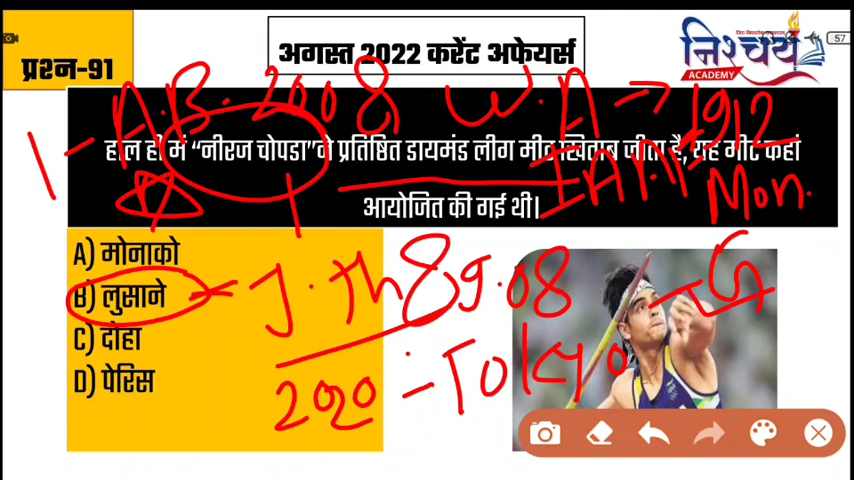 अगस्त 2022 करेंट अफेयर्स
प्रश्न-91
निश्चय
ACADEMY
57
1 - A.B. - 2008 W.A → 1912
हाल ही में “नीरज चोपडा”ने प्रतिष्ठित डायमंड लीग मीट खिताब जीता है, यह मीट कहां
Mon.
आयोजित की गई थी।
A) मोनाको
B) लुसाने
J. Th 89.08
G
C) दोहा
2020 - TOKYO
D) पेरिस